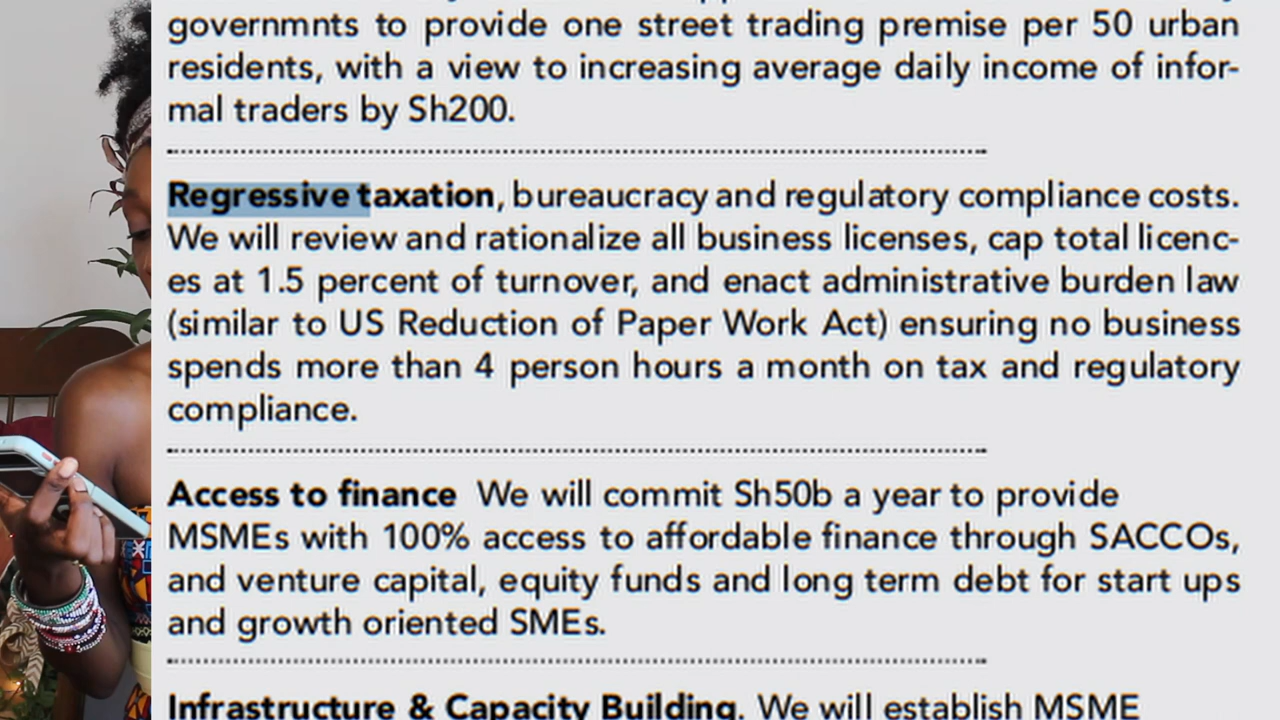 governmnts to provide one street trading premise per 50 urban
residents, with a view to increasing average daily income of infor-
mal traders by Sh200.
Regressive taxation, bureaucracy and regulatory compliance costs.
We will review and rationalize all business licenses, cap total licenc-
es at 1.5 percent of turnover, and enact administrative burden law
(similar to US Reduction of Paper Work Act) ensuring no business
spends more than 4 person hours a month on tax and regulatory
compliance.
Access to finance We will commit Sh50b a year to provide
MSMEs with 100% access to affordable finance through SACCOs,
and venture capital, equity funds and long term debt for start ups
and growth oriented SMEs.
Infrastructure & Capacity Building. We will establish MSME